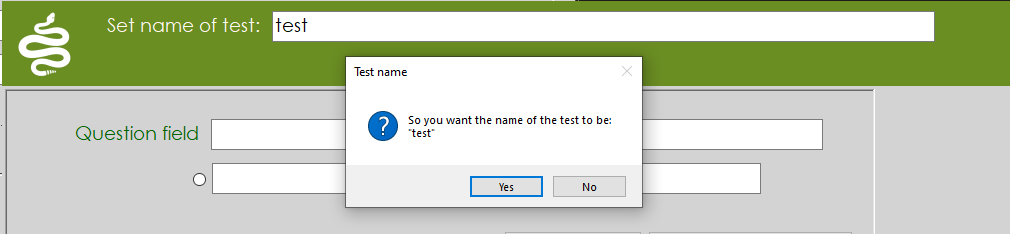 Set name of test: test
Test name
So you want the name of the test to be:
"test"
Question field
Yes No